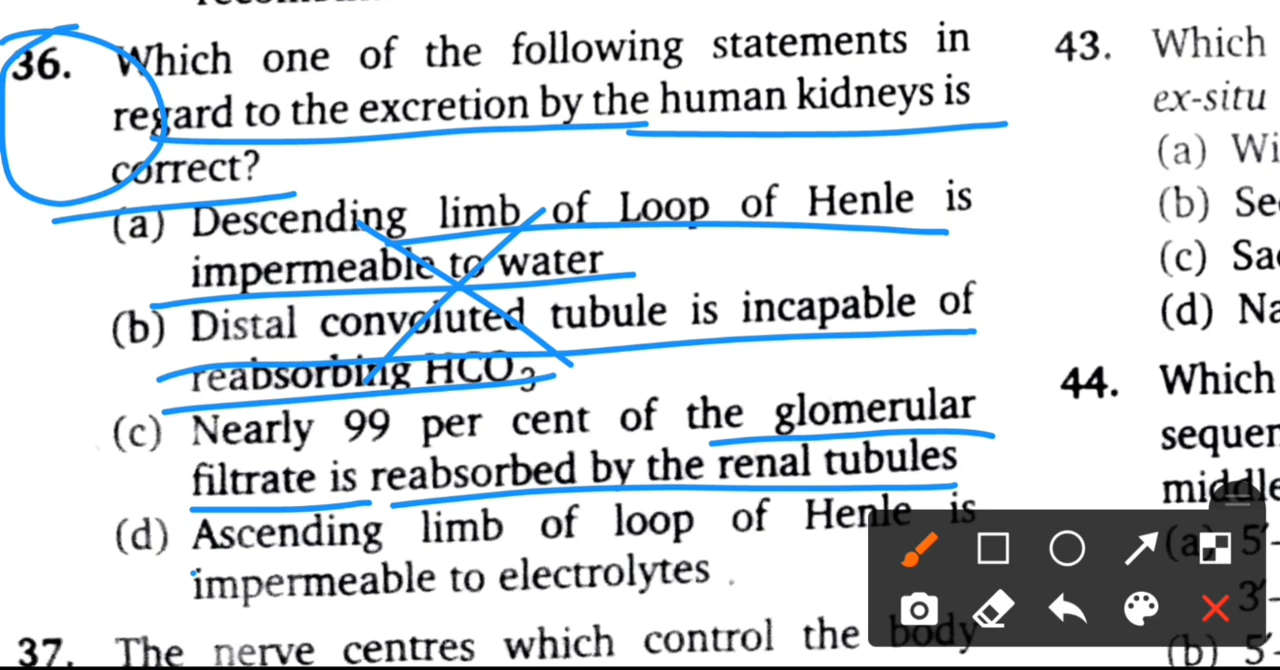 36. Which one of the following statements in
regard to the excretion by the human kidneys is
correct?
(a) Descending limb of Loop of Henle is
impermeable to water
(b) Distal convoluted tubule is incapable of
reabsorbing HCO3
(c) Nearly 99 per cent of the glomerular
filtrate is reabsorbed by the renal tubules
(d) Ascending limb of loop of Henle is
impermeable to electrolytes
37. The nerve centres which control the body
43. Which
ex-situ
(a) Wi
(b) Se
(c) Sa
(d) Na
44. Which
sequen
middle
(a) 5'-
3'-
(b) 5'-